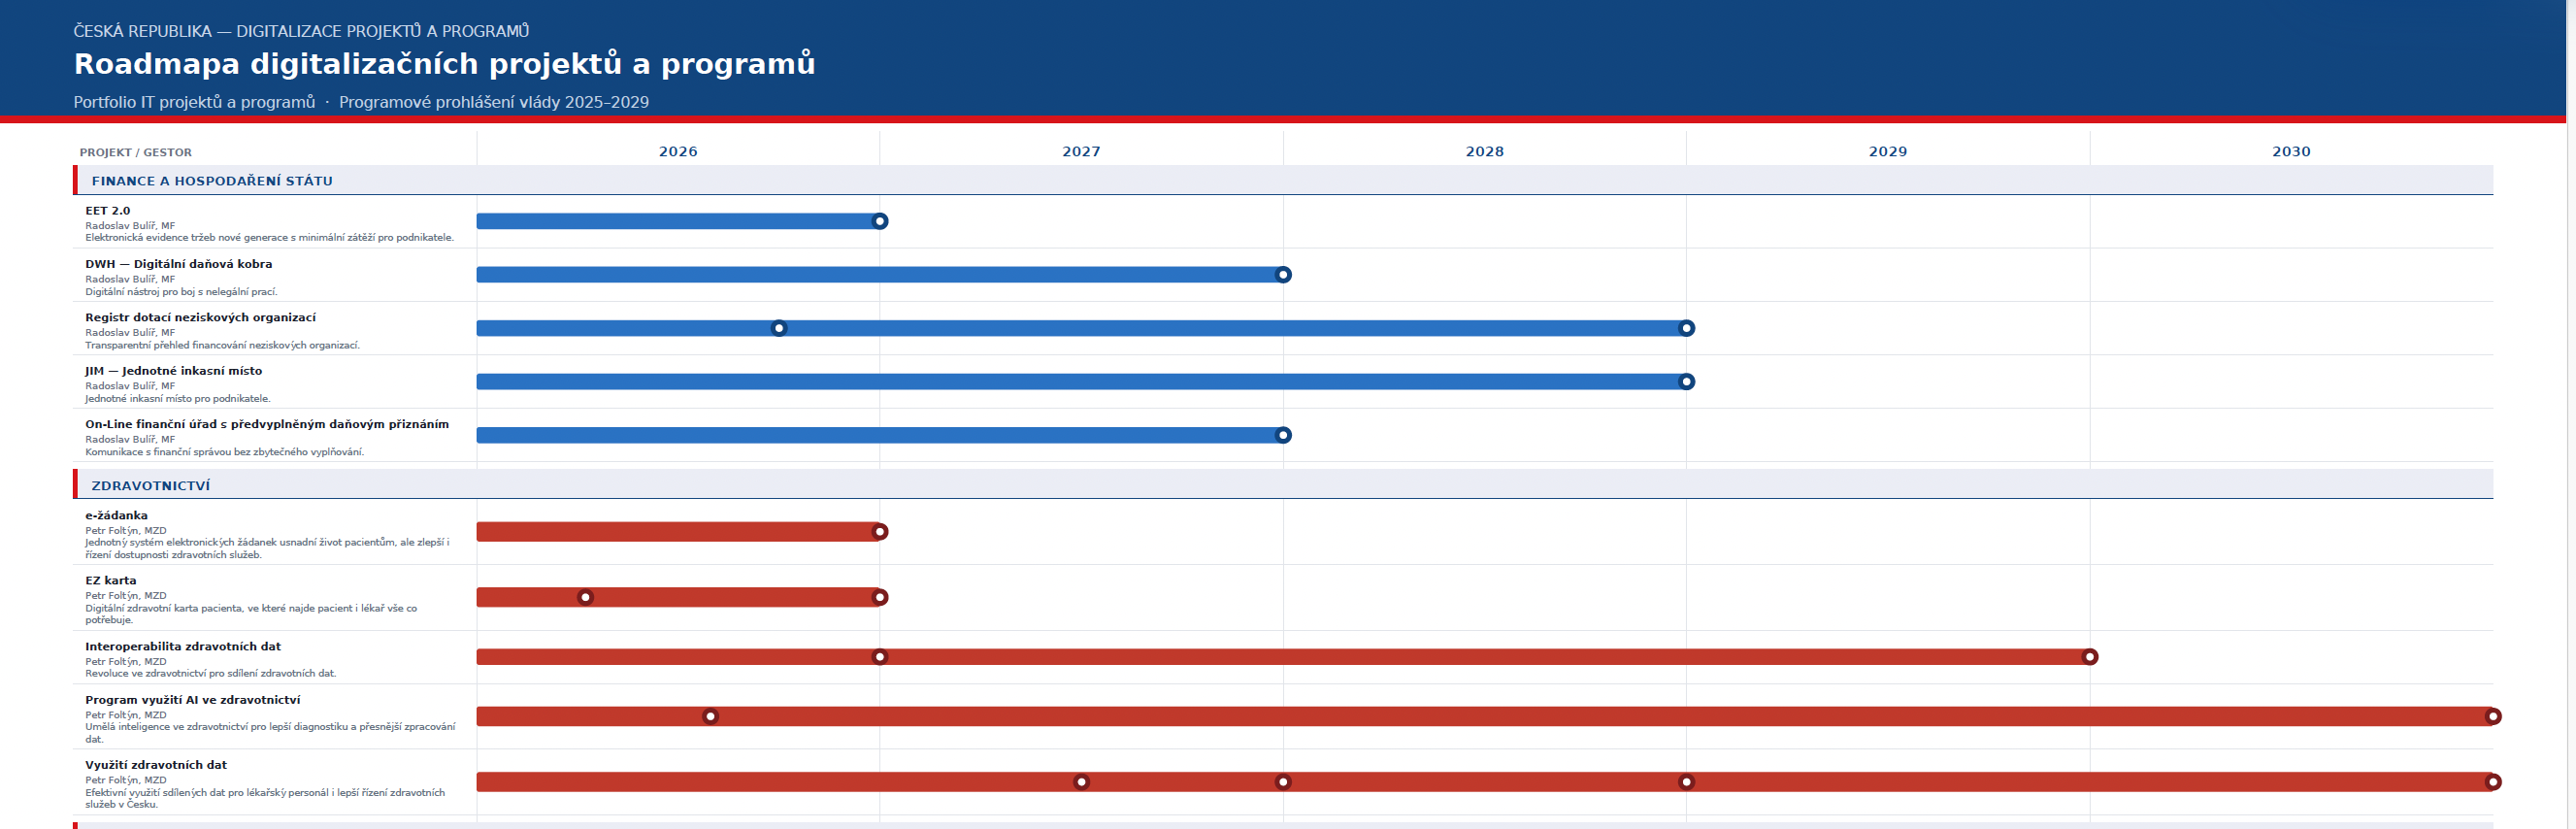 ČESKÁ REPUBLIKA — DIGITALIZACE PROJEKTŮ A PROGRAMŮ
Roadmapa digitalizačních projektů a programů
Portfolio IT projektů a programů · Programové prohlášení vlády 2025–2029
PROJEKT / GESTOR
2026
2027
2028
2029
2030
FINANCE A HOSPODAŘENÍ STÁTU
EET 2.0
Radoslav Bulíř, MF
Elektronická evidence tržeb nové generace s minimální zátěží pro podnikatele.
DWH — Digitální daňová kobra
Radoslav Bulíř, MF
Digitální nástroj pro boj s nelegální prací.
Registr dotací neziskových organizací
Radoslav Bulíř, MF
Transparentní přehled financování neziskových organizací.
JIM — Jednotné inkasní místo
Radoslav Bulíř, MF
Jednotné inkasní místo pro podnikatele.
On-Line finanční úřad s předvyplněným daňovým přiznáním
Radoslav Bulíř, MF
Komunikace s finanční správou bez zbytečného vyplňování.
ZDRAVOTNICTVÍ
e-žádanka
Petr Foltýn, MZD
Jednotný systém elektronických žádanek usnadní život pacientům, ale zlepší i
řízení dostupnosti zdravotních služeb.
EZ karta
Petr Foltýn, MZD
Digitální zdravotní karta pacienta, ve které najde pacient i lékař vše co
potřebuje.
Interoperabilita zdravotních dat
Petr Foltýn, MZD
Revoluce ve zdravotnictví pro sdílení zdravotních dat.
Program využití AI ve zdravotnictví
Petr Foltýn, MZD
Umělá inteligence ve zdravotnictví pro lepší diagnostiku a přesnější zpracování
dat.
Využití zdravotních dat
Petr Foltýn, MZD
Efektivní využití sdílených dat pro lékařský personál i lepší řízení zdravotních
služeb v Česku.